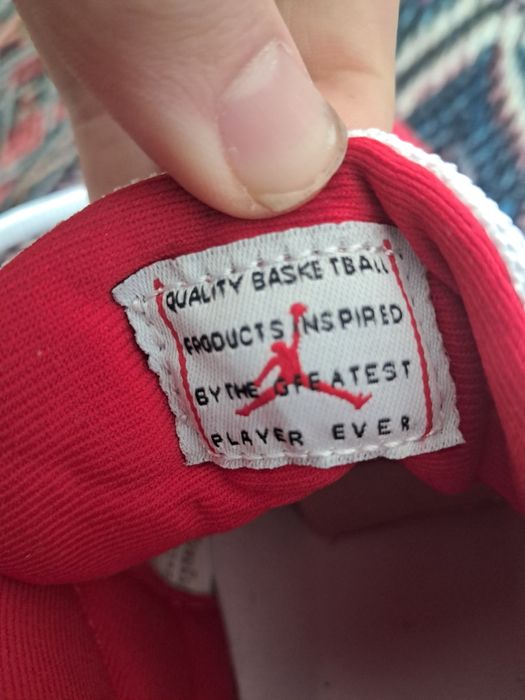 QUALITY BASKETBALL
PRODUCTS INSPIRED
BY THE GREATEST
PLAYER EVER